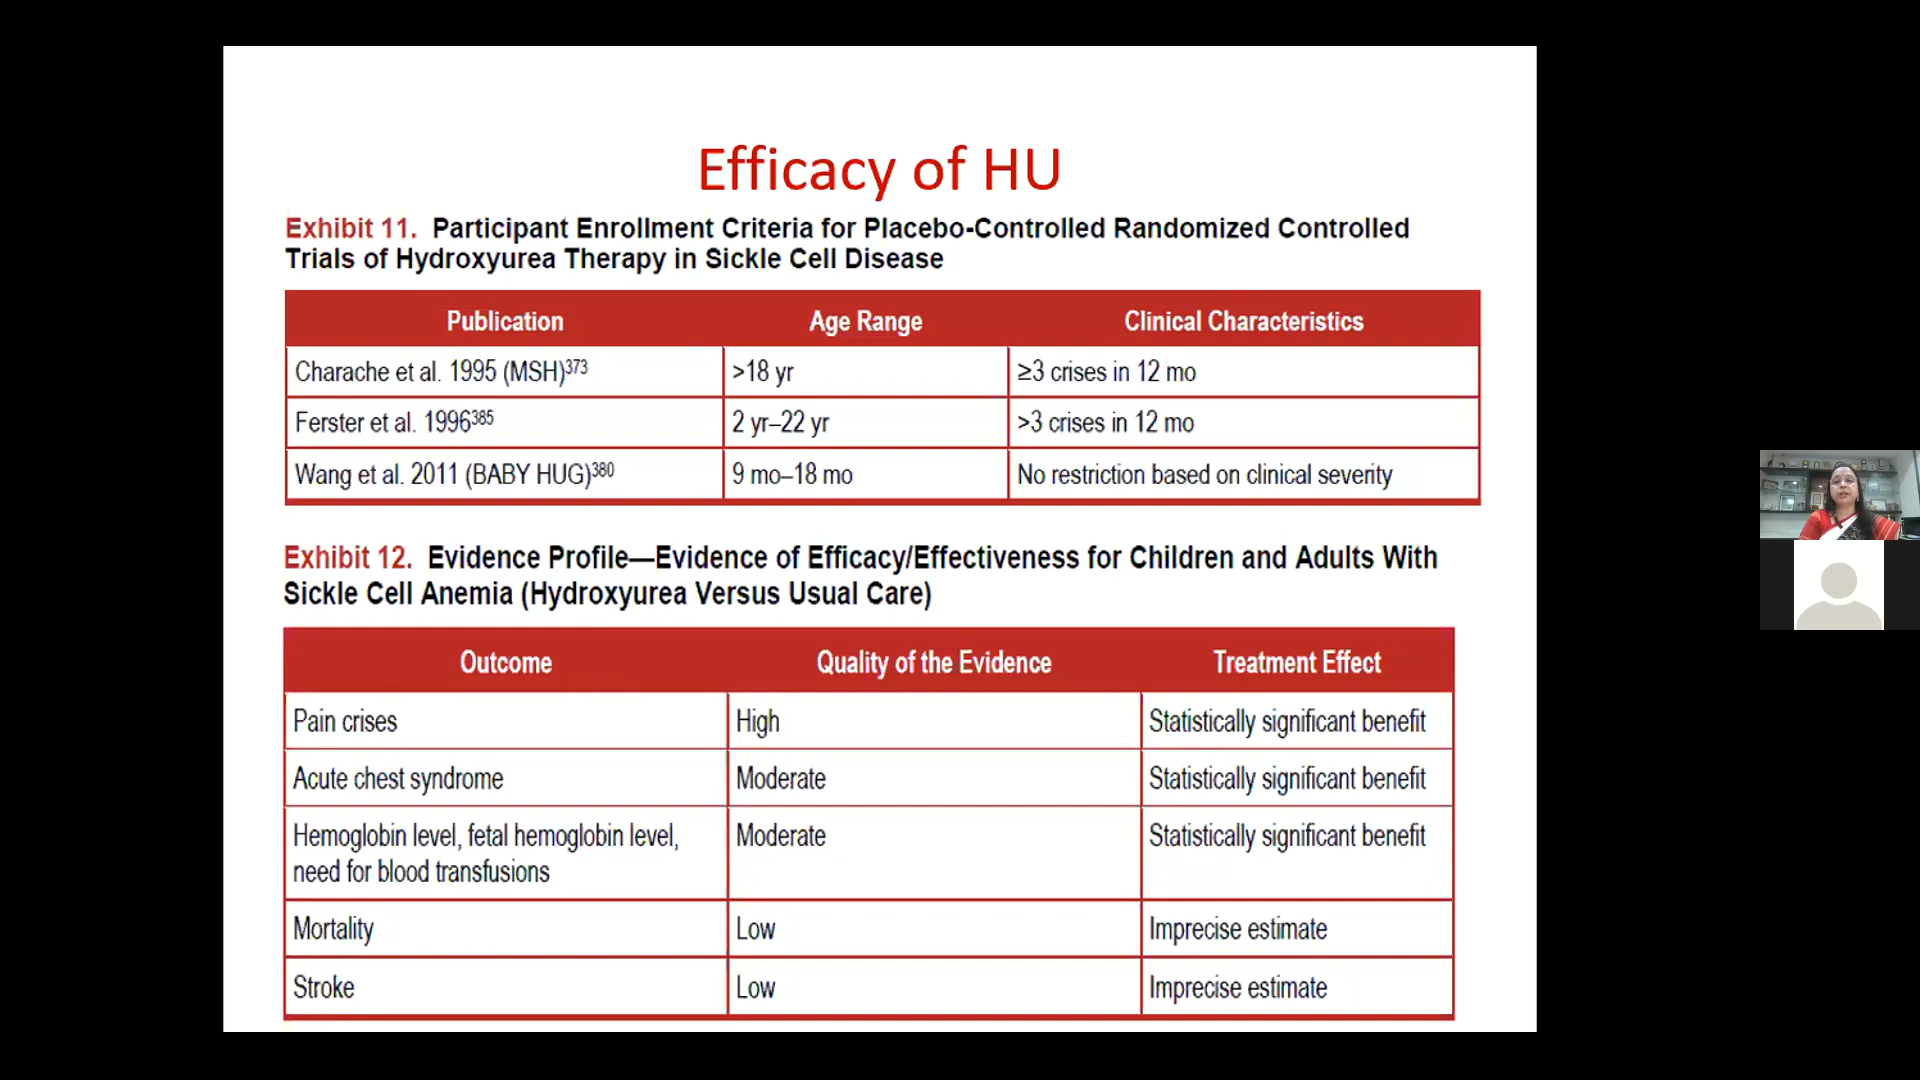 Efficacy of HU
Exhibit 11. Participant Enrollment Criteria for Placebo-Controlled Randomized Controlled
Trials of Hydroxyurea Therapy in Sickle Cell Disease
Publication Age Range Clinical Characteristics
Charache et al. 1995 (MSH)373 >18 yr ≥3 crises in 12 mo
Ferster et al. 1996385 2 yr–22 yr >3 crises in 12 mo
Wang et al. 2011 (BABY HUG)380 9 mo–18 mo No restriction based on clinical severity
Exhibit 12. Evidence Profile—Evidence of Efficacy/Effectiveness for Children and Adults With
Sickle Cell Anemia (Hydroxyurea Versus Usual Care)
Outcome Quality of the Evidence Treatment Effect
Pain crises High Statistically significant benefit
Acute chest syndrome Moderate Statistically significant benefit
Hemoglobin level, fetal hemoglobin level, Moderate Statistically significant benefit
need for blood transfusions
Mortality Low Imprecise estimate
Stroke Low Imprecise estimate